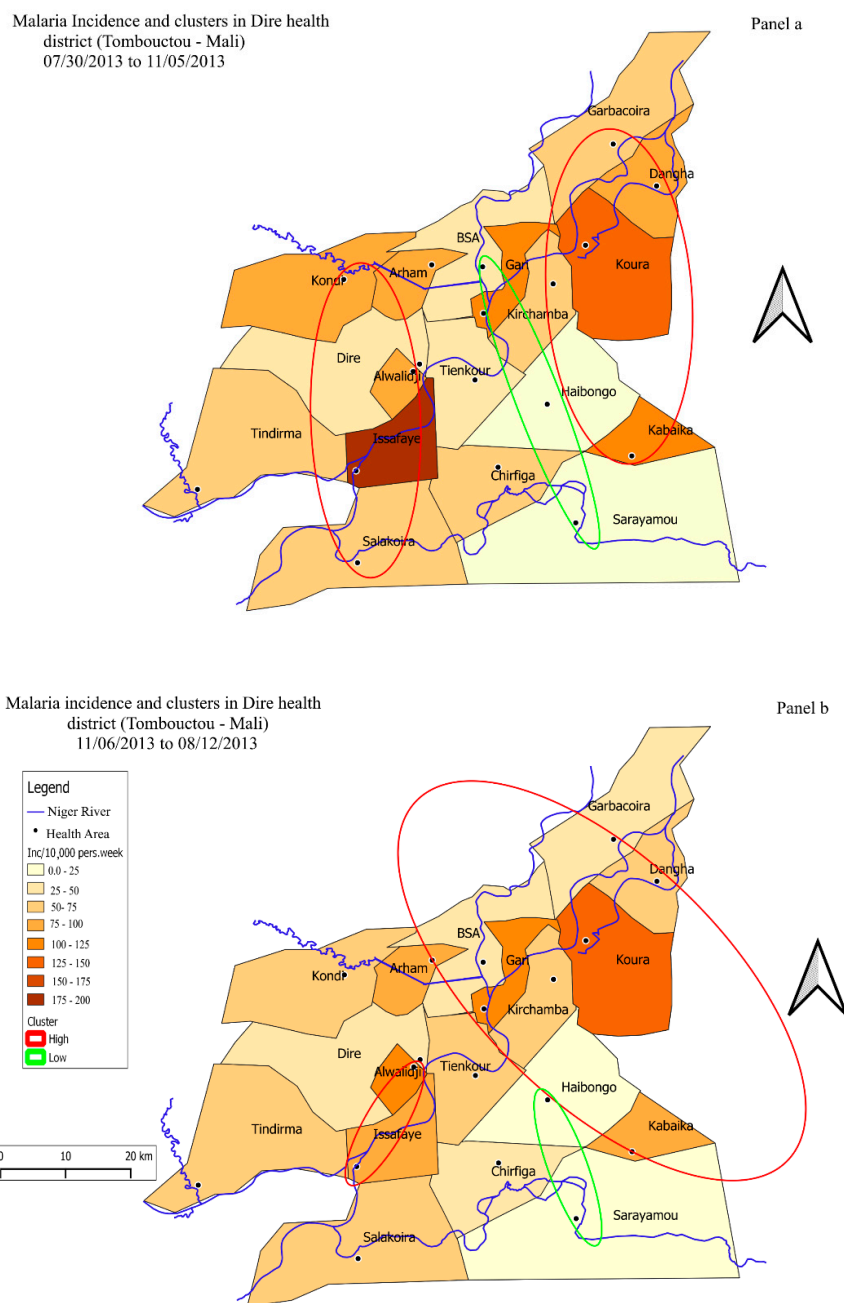 Malaria Incidence and clusters in Dire health
district (Tombouctou - Mali)
07/30/2013 to 11/05/2013
Panel a
Garbacoira
Dangha
BSA
Gari
Koura
Kondi
Arham
Kirchamba
Dire
Alwalidji
Tienkour
Haibongo
Tindirma
Issafaye
Kabaika
Chirfiga
Sarayamou
Salakoira
Malaria incidence and clusters in Dire health
district (Tombouctou - Mali)
11/06/2013 to 08/12/2013
Panel b
Legend
Niger River
Health Area
Inc/10,000 pers.week
0.0 - 25
25 - 50
50- 75
75 - 100
100 - 125
125 - 150
150 - 175
175 - 200
Cluster
High
Low
Garbacoira
Dangha
BSA
Gari
Koura
Kondi
Arham
Kirchamba
Dire
Alwalidji
Tienkour
Haibongo
Tindirma
Issafaye
Kabaika
Chirfiga
Sarayamou
Salakoira
0 10 20 km